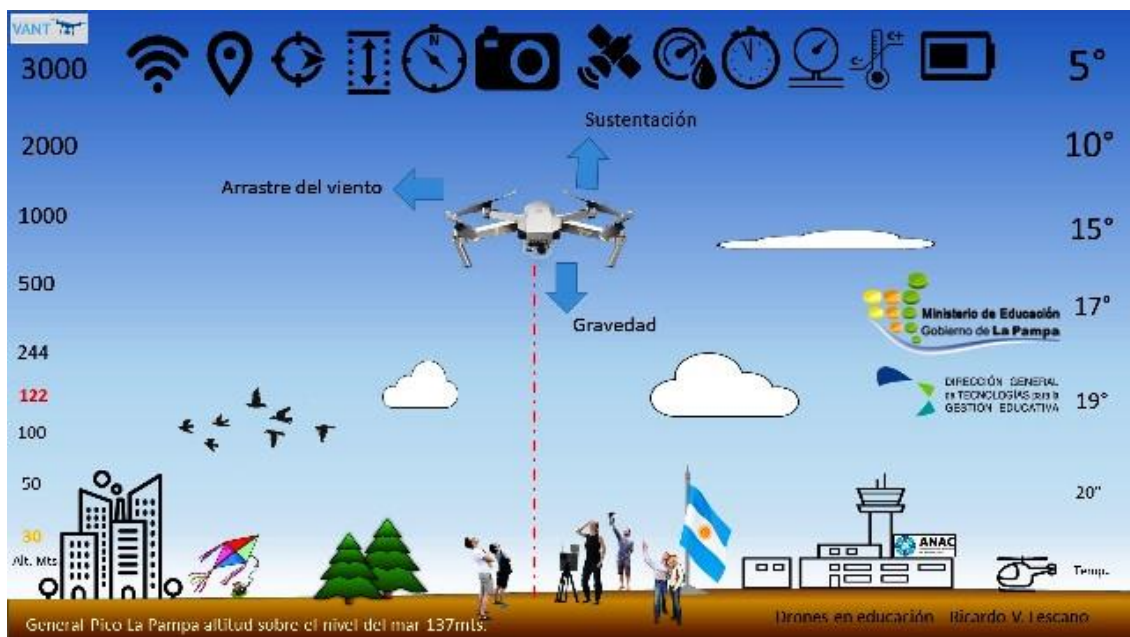 VANT
3000
N
C+
C-
5°
Sustentación
2000
10°
Arrastre del viento
1000
15°
500
Gravedad
Ministerio de Educación
Gobierno de La Pampa
17°
244
122
DIRECCIÓN GENERAL
de TECNOLOGÍAS para la
GESTIÓN EDUCATIVA
19°
100
50
20°
30
ANAC
Alt. Mts
Temp.
General Pico La Pampa altitud sobre el nivel del mar 137mts.
Drones en educación Ricardo V. Lescano